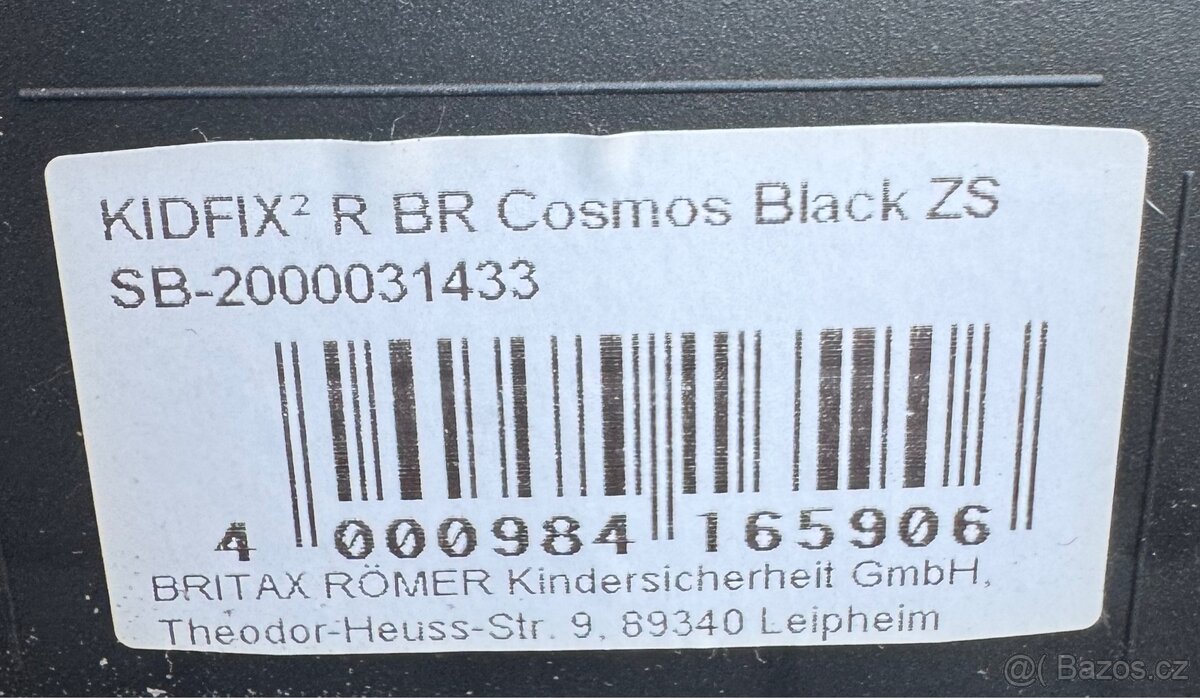 KIDFIX² R BR Cosmos Black ZS
SB-2000031433
4 000984 165906
BRITAX RÖMER Kindersicherheit GmbH,
Theodor-Heuss-Str. 9, 89340 Leipheim
@( Bazos.cz